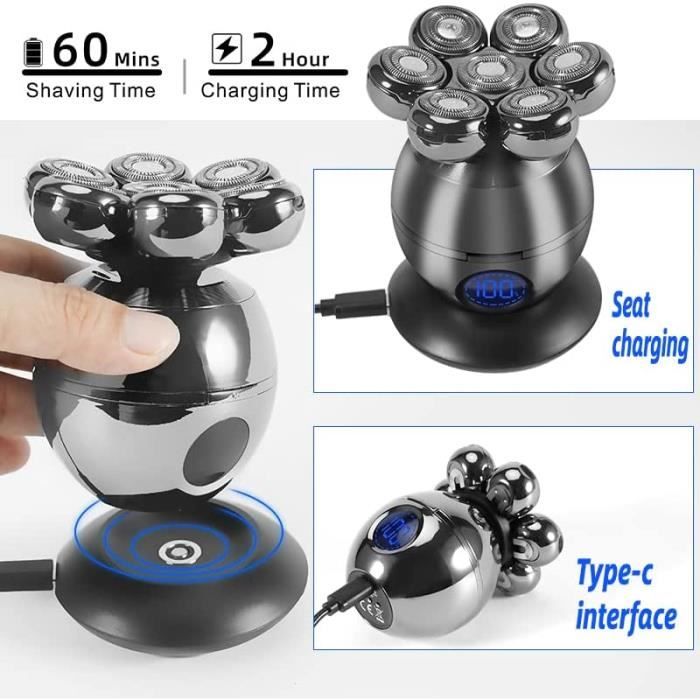 60 Mins
Shaving Time
2 Hour
Charging Time
100
Seat
charging
Type-c
interface